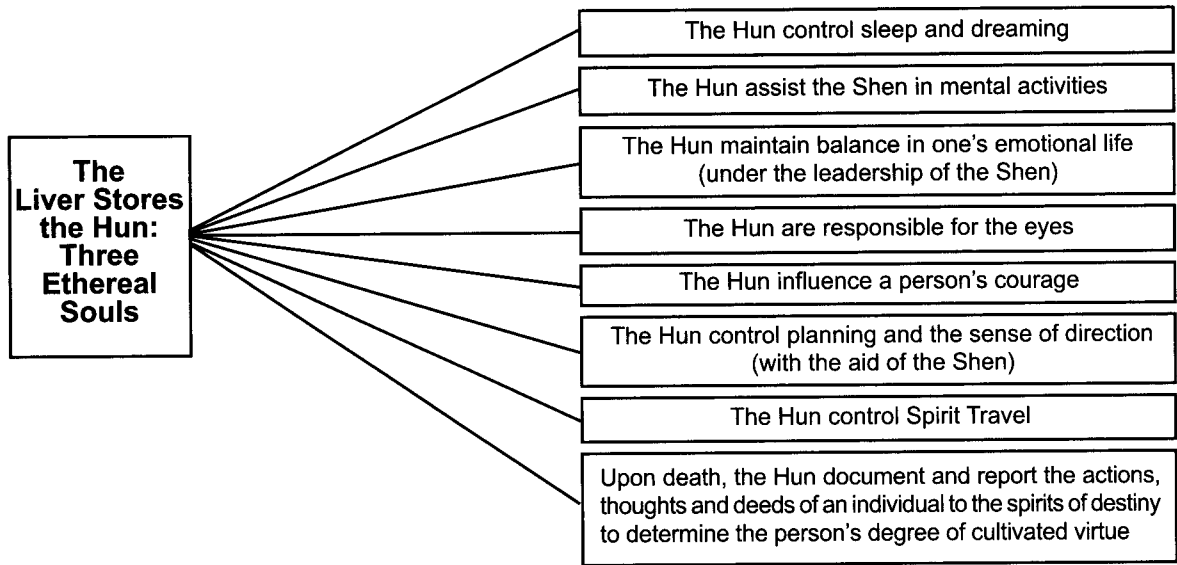 The
Liver Stores
the Hun:
Three
Ethereal
Souls
The Hun control sleep and dreaming
The Hun assist the Shen in mental activities
The Hun maintain balance in one's emotional life
(under the leadership of the Shen)
The Hun are responsible for the eyes
The Hun influence a person's courage
The Hun control planning and the sense of direction
(with the aid of the Shen)
The Hun control Spirit Travel
Upon death, the Hun document and report the actions,
thoughts and deeds of an individual to the spirits of destiny
to determine the person's degree of cultivated virtue